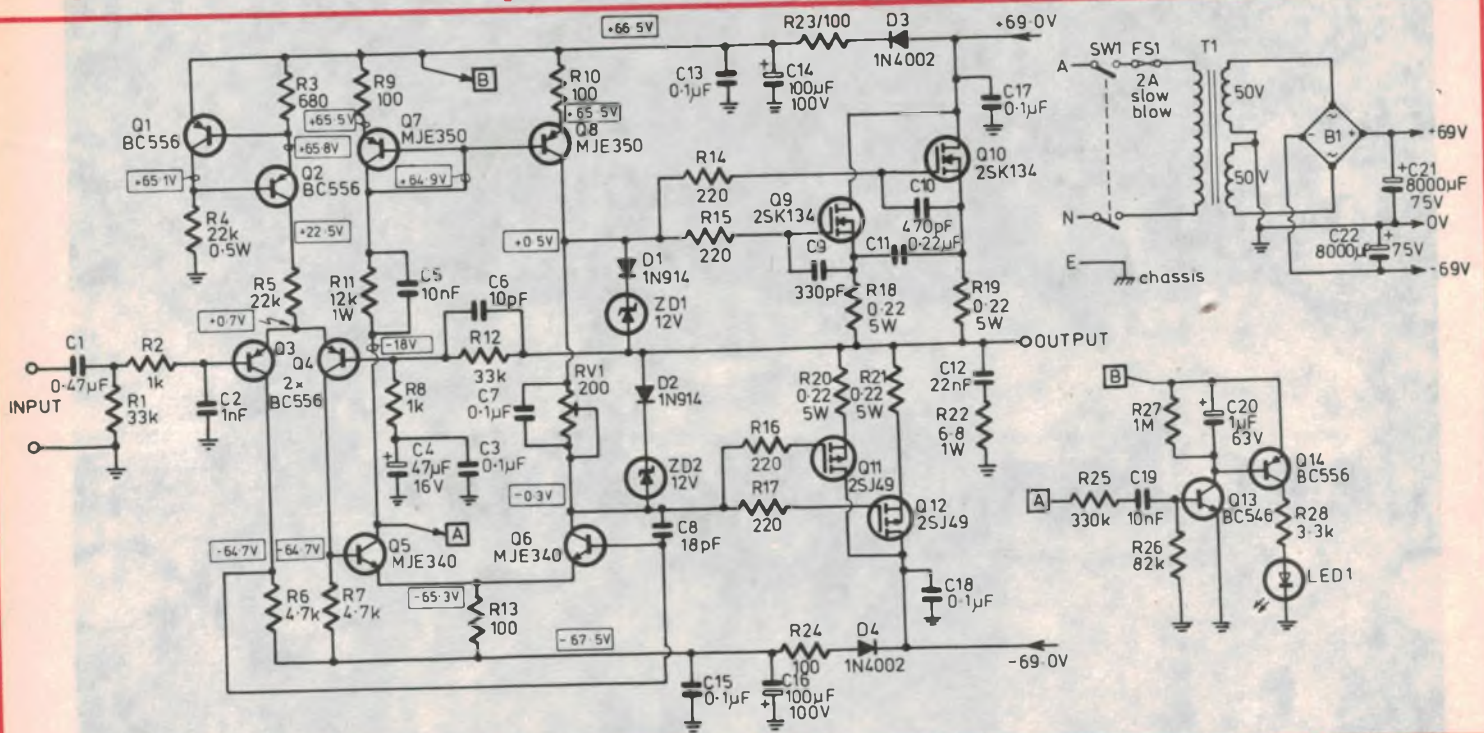 +66.5V
R23/100
D3
1N4002
+69.0V
R3
680
R9
100
B
R10
100
C13
0.1µF
C14
100µF
100V
C17
0.1µF
Q1
BC556
+65.5V
+65.8V
Q7
MJE350
+65.5V
Q8
MJE350
+65.1V
Q2
BC556
+64.9V
R4
22k
0.5W
R14
220
Q10
2SK134
C10
470pF
Q9
2SK134
R15
220
C11
0.22µF
C9
330pF
+22.5V
+0.5V
R5
22k
R11
12k
1W
C5
10nF
C6
10pF
D1
1N914
ZD1
12V
R18
0.22
5W
R19
0.22
5W
+0.7V
-18V
R12
33k
OUTPUT
C1
0.47µF
R2
1k
Q3
Q4
2×
BC556
INPUT
R1
33k
C2
1nF
R8
1k
C7
0.1µF
RV1
200
D2
1N914
R20
0.22
5W
R21
0.22
5W
C12
22nF
R22
6.8
1W
C4
47µF
16V
C3
0.1µF
ZD2
12V
R16
220
Q11
2SJ49
R17
220
Q12
2SJ49
-0.3V
A
-64.7V
-64.7V
Q5
MJE340
Q6
MJE340
C8
18pF
R6
4.7k
R7
4.7k
-65.3V
R13
100
C18
0.1µF
-67.5V
R24
100
D4
1N4002
-69.0V
C15
0.1µF
C16
100µF
100V
A
SW1
FS1
2A
slow
blow
T1
50V
50V
B1
+69V
C21
8000µF
75V
0V
C22
8000µF
75V
-69V
N
E
chassis
B
R27
1M
C20
1µF
63V
Q14
BC556
A
R25
330k
C19
10nF
Q13
BC546
R26
82k
R28
3.3k
LED1